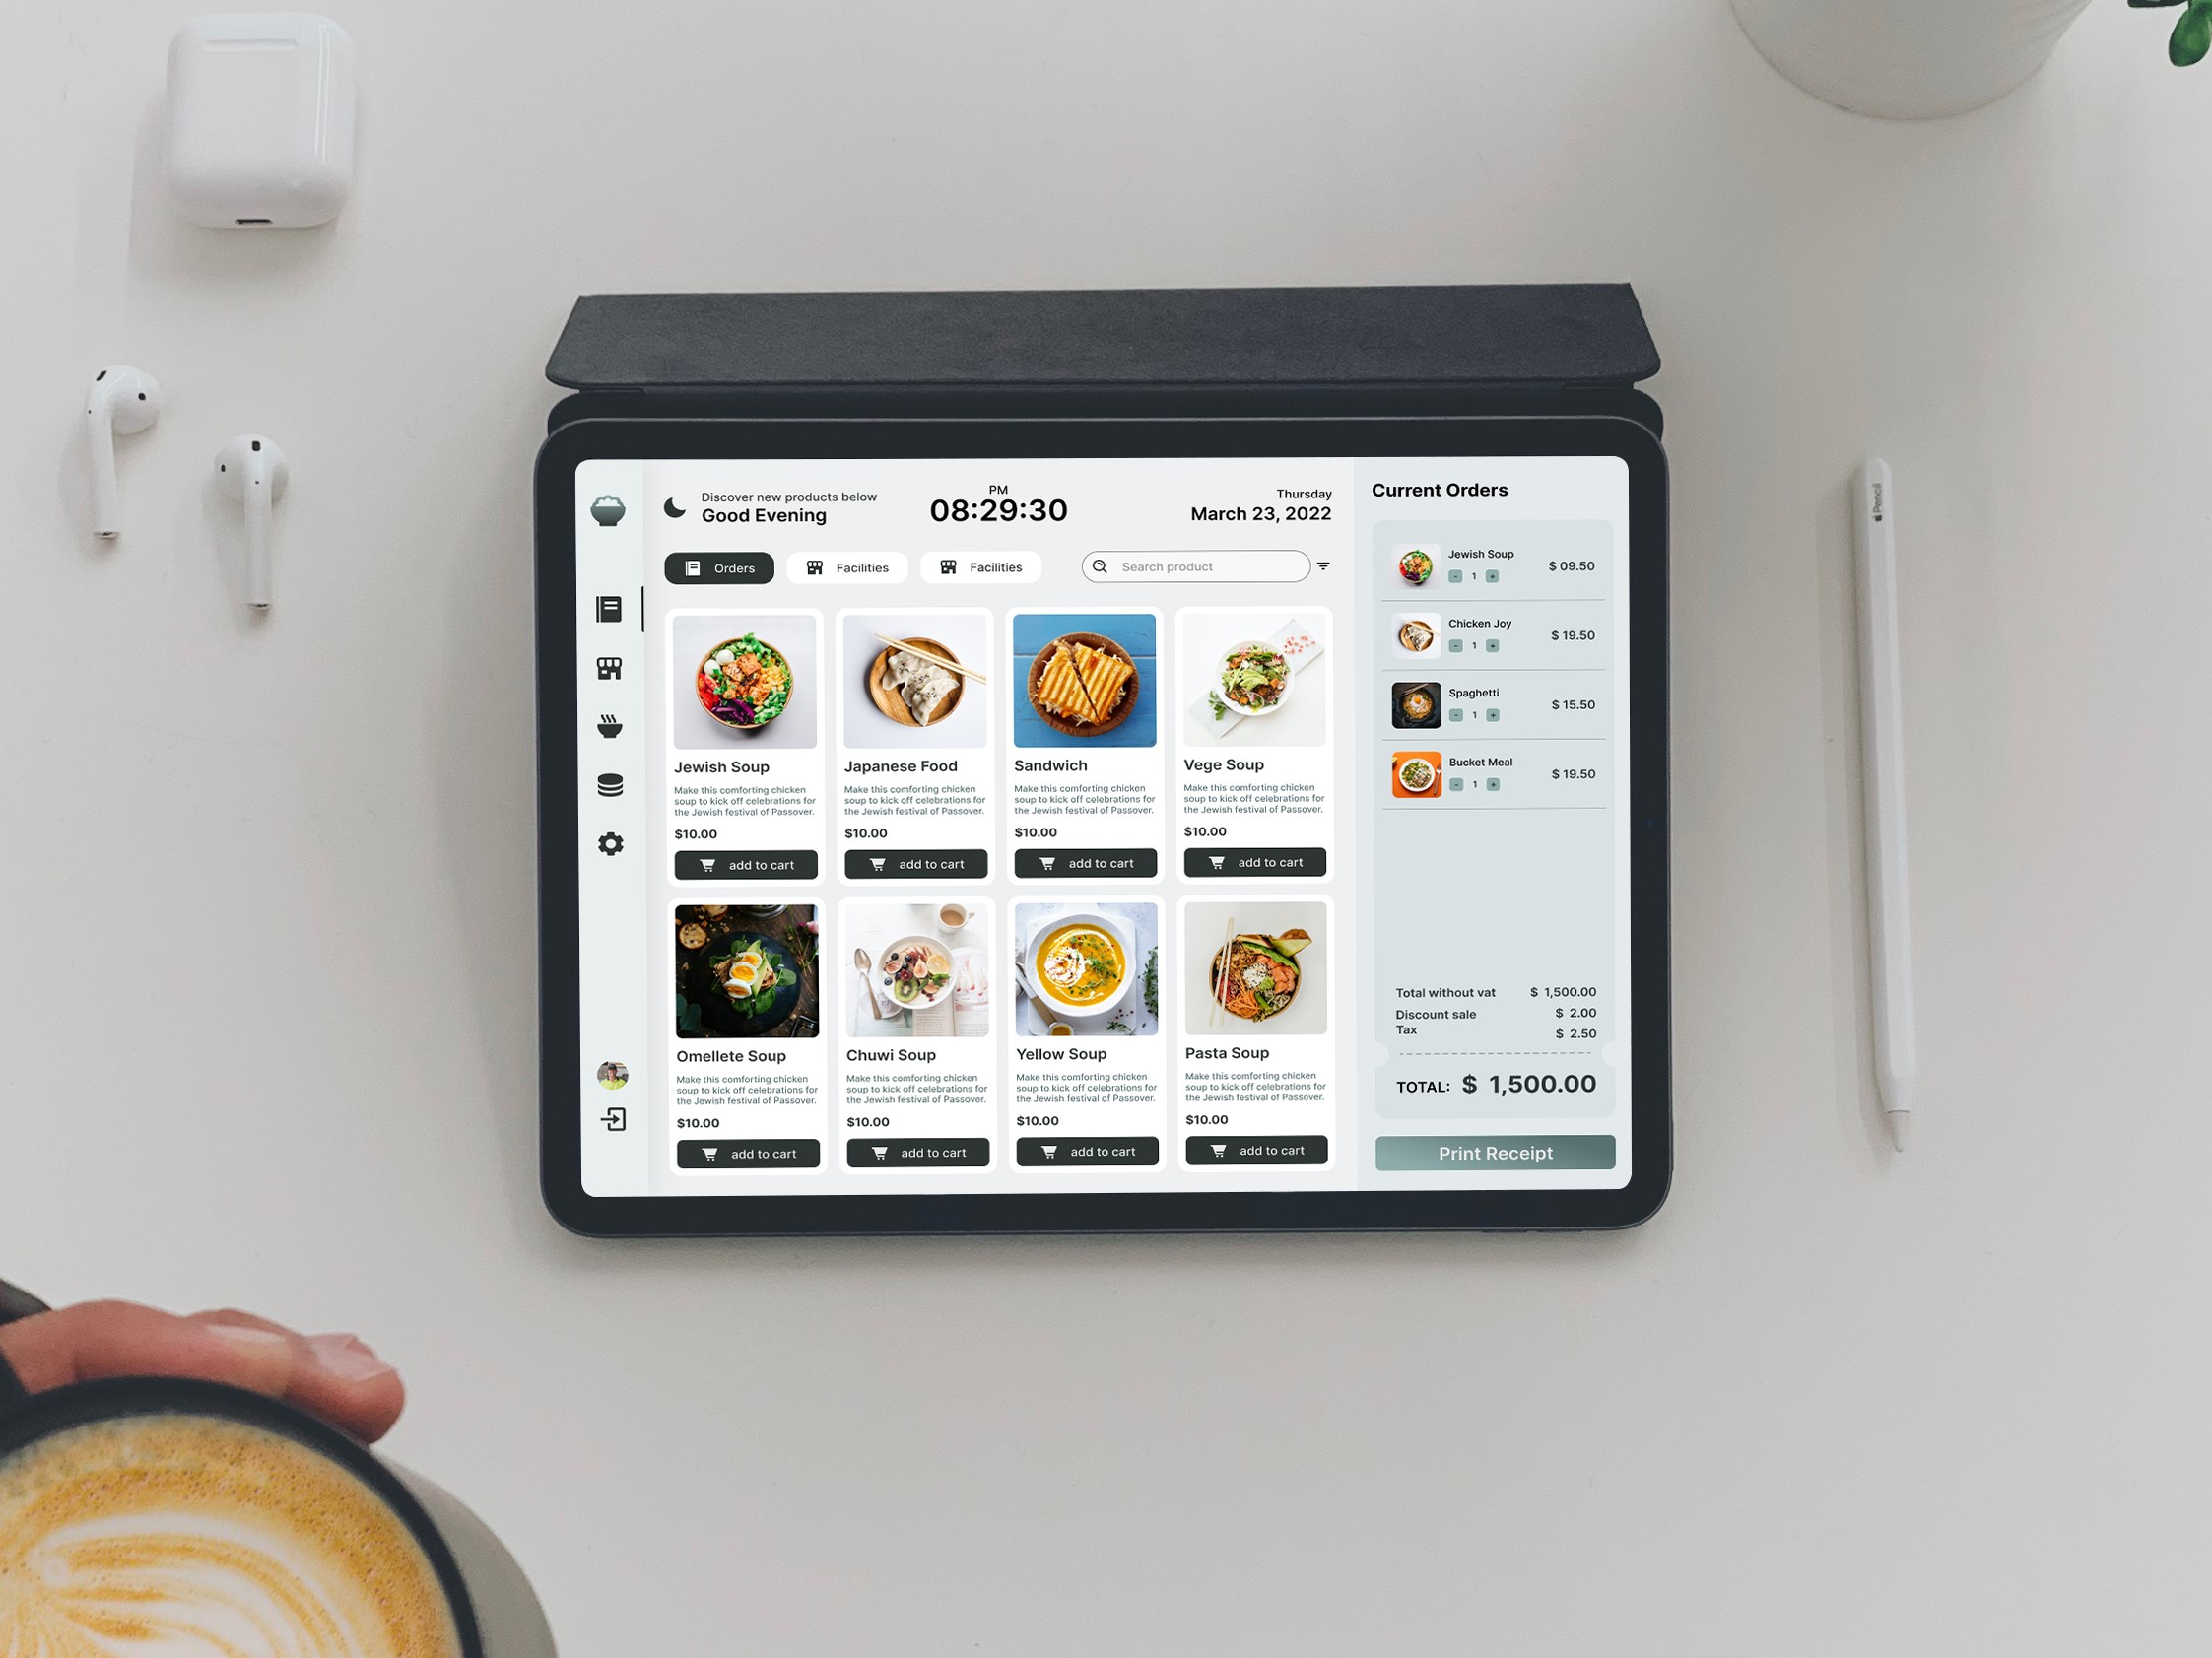 Discover new products below
Good Evening
PM
08:29:30
Thursday
March 23, 2022
Orders
Facilities
Facilities
Search product
Jewish Soup
Make this comforting chicken
soup to kick off celebrations for
the Jewish festival of Passover.
$10.00
add to cart
Japanese Food
Make this comforting chicken
soup to kick off celebrations for
the Jewish festival of Passover.
$10.00
add to cart
Sandwich
Make this comforting chicken
soup to kick off celebrations for
the Jewish festival of Passover.
$10.00
add to cart
Vege Soup
Make this comforting chicken
soup to kick off celebrations for
the Jewish festival of Passover.
$10.00
add to cart
Omellete Soup
Make this comforting chicken
soup to kick off celebrations for
the Jewish festival of Passover.
$10.00
add to cart
Chuwi Soup
Make this comforting chicken
soup to kick off celebrations for
the Jewish festival of Passover.
$10.00
add to cart
Yellow Soup
Make this comforting chicken
soup to kick off celebrations for
the Jewish festival of Passover.
$10.00
add to cart
Pasta Soup
Make this comforting chicken
soup to kick off celebrations for
the Jewish festival of Passover.
$10.00
add to cart
Current Orders
Jewish Soup
- 1 +
$ 09.50
Chicken Joy
- 1 +
$ 19.50
Spaghetti
- 1 +
$ 15.50
Bucket Meal
- 1 +
$ 19.50
Total without vat $ 1,500.00
Discount sale $ 2.00
Tax $ 2.50
TOTAL: $ 1,500.00
Print Receipt
Pencil